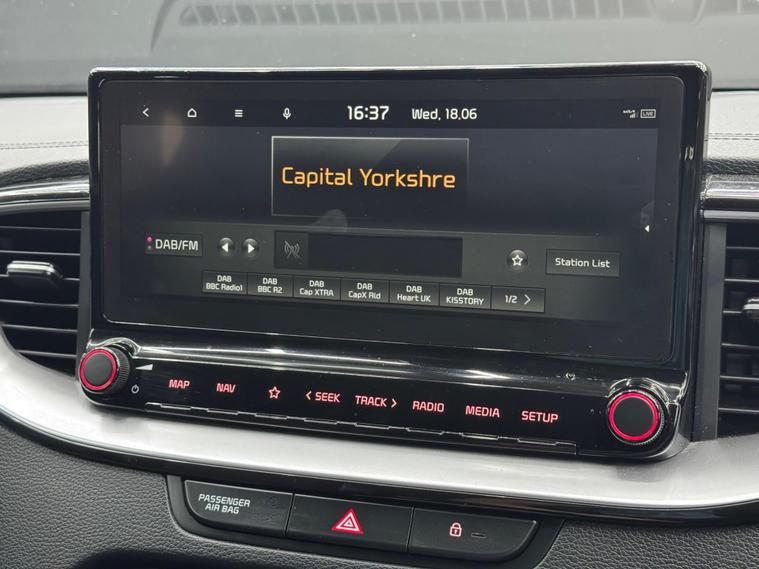 16:37 Wed, 18.06
LIVE
Capital Yorkshre
DAB/FM
Station List
DAB
BBC Radio1
DAB
BBC R2
DAB
Cap XTRA
DAB
CapX Rld
DAB
Heart UK
DAB
KISSTORY
1/2
MAP NAV SEEK TRACK RADIO MEDIA SETUP
PASSENGER
AIR BAG